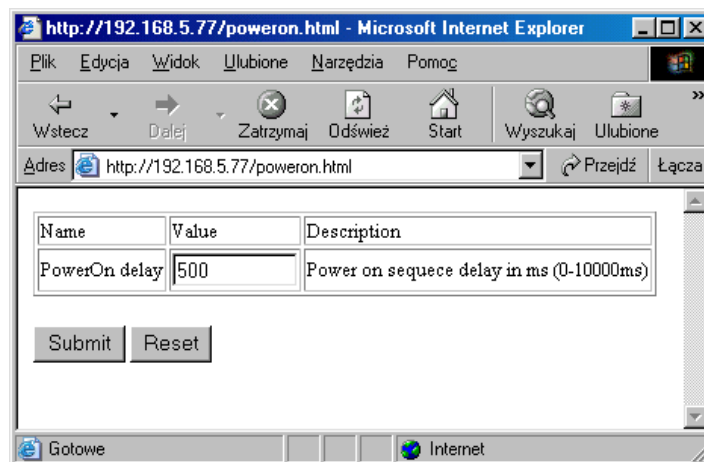 http://192.168.5.77/poweron.html - Microsoft Internet Explorer
Plik Edycja Widok Ulubione Narzędzia Pomoc
Wstecz Dalej Zatrzymaj Odśwież Start Wyszukaj Ulubione »
Adres http://192.168.5.77/poweron.html Przejdź Łącza
Name Value Description
PowerOn delay 500 Power on sequece delay in ms (0-10000ms)
Submit Reset
Gotowe Internet